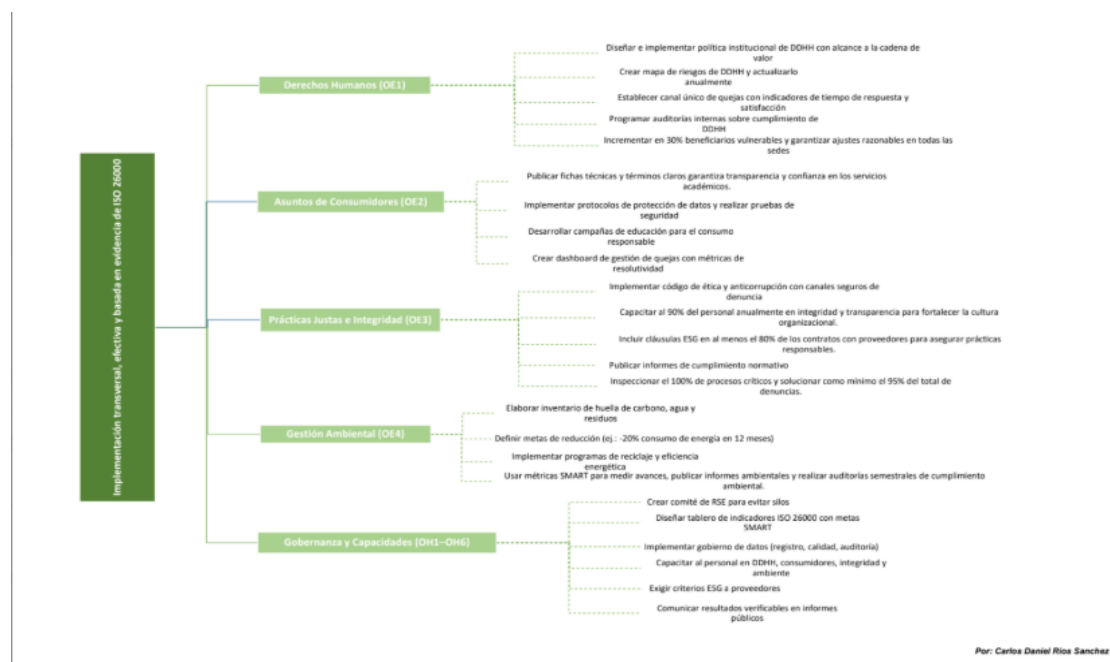 Implementación transversal, efectiva y basada en evidencia de ISO 26000
Derechos Humanos (OE1)
Diseñar e implementar política institucional de DDHH con alcance a la cadena de
valor
Crear mapa de riesgos de DDHH y actualizarlo
anualmente
Establecer canal único de quejas con indicadores de tiempo de respuesta y
satisfacción
Programar auditorías internas sobre cumplimiento de
DDHH
Incrementar en 30% beneficiarios vulnerables y garantizar ajustes razonables en todas las
sedes
Asuntos de Consumidores (OE2)
Publicar fichas técnicas y términos claros garantiza transparencia y confianza en los servicios
académicos.
Implementar protocolos de protección de datos y realizar pruebas de
seguridad
Desarrollar campañas de educación para el consumo
responsable
Crear dashboard de gestión de quejas con métricas de
resolutividad
Prácticas Justas e Integridad (OE3)
Implementar código de ética y anticorrupción con canales seguros de
denuncia
Capacitar al 90% del personal anualmente en integridad y transparencia para fortalecer la cultura
organizacional.
Incluir cláusulas ESG en al menos el 80% de los contratos con proveedores para asegurar prácticas
responsables.
Publicar informes de cumplimiento normativo
Inspeccionar el 100% de procesos críticos y solucionar como mínimo el 95% del total de
denuncias.
Gestión Ambiental (OE4)
Elaborar inventario de huella de carbono, agua y
residuos
Definir metas de reducción (ej.: -20% consumo de energía en 12 meses)
Implementar programas de reciclaje y eficiencia
energética
Usar métricas SMART para medir avances, publicar informes ambientales y realizar auditorías semestrales de cumplimiento
ambiental.
Gobernanza y Capacidades (OH1–OH6)
Crear comité de RSE para evitar silos
Diseñar tablero de indicadores ISO 26000 con metas
SMART
Implementar gobierno de datos (registro, calidad, auditoría)
Capacitar al personal en DDHH, consumidores, integridad y
ambiente
Exigir criterios ESG a proveedores
Comunicar resultados verificables en informes
públicos
Por: Carlos Daniel Rios Sanchez